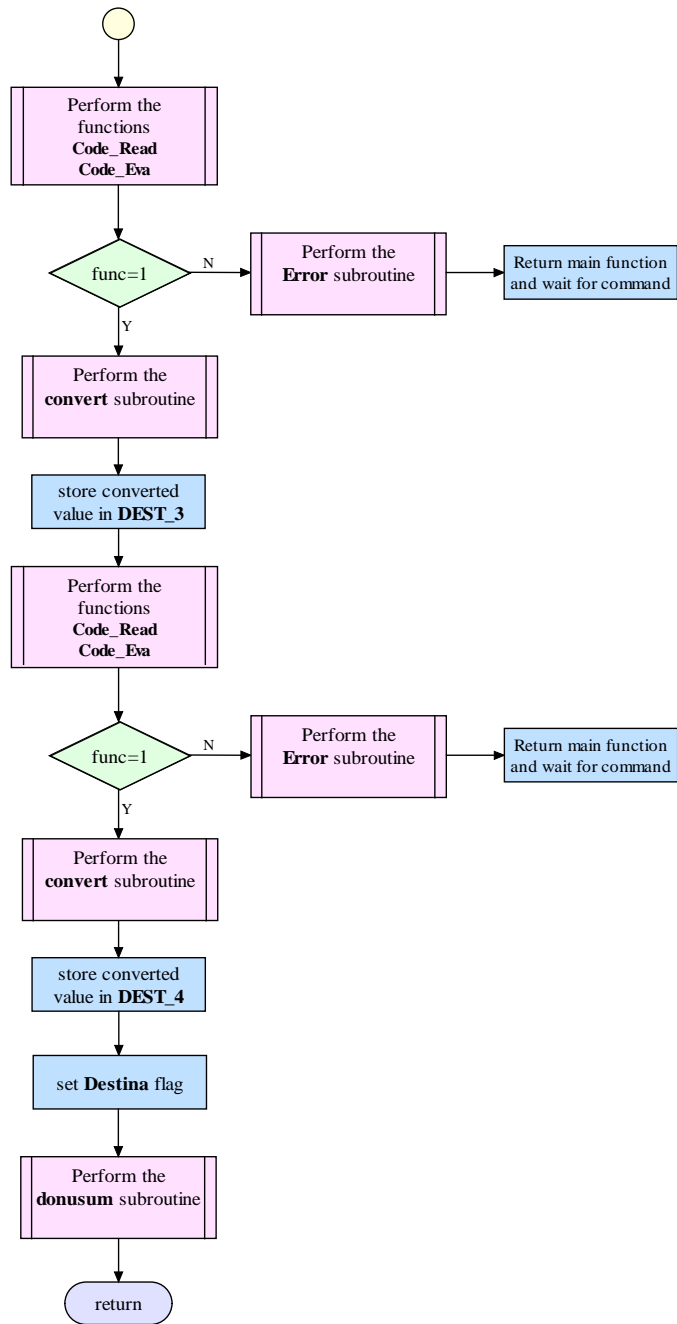 Perform the
functions
Code_Read
Code_Eva
func=1
N
Perform the
Error subroutine
Return main function
and wait for command
Y
Perform the
convert subroutine
store converted
value in DEST_3
Perform the
functions
Code_Read
Code_Eva
func=1
N
Perform the
Error subroutine
Return main function
and wait for command
Y
Perform the
convert subroutine
store converted
value in DEST_4
set Destina flag
Perform the
donusum subroutine
return